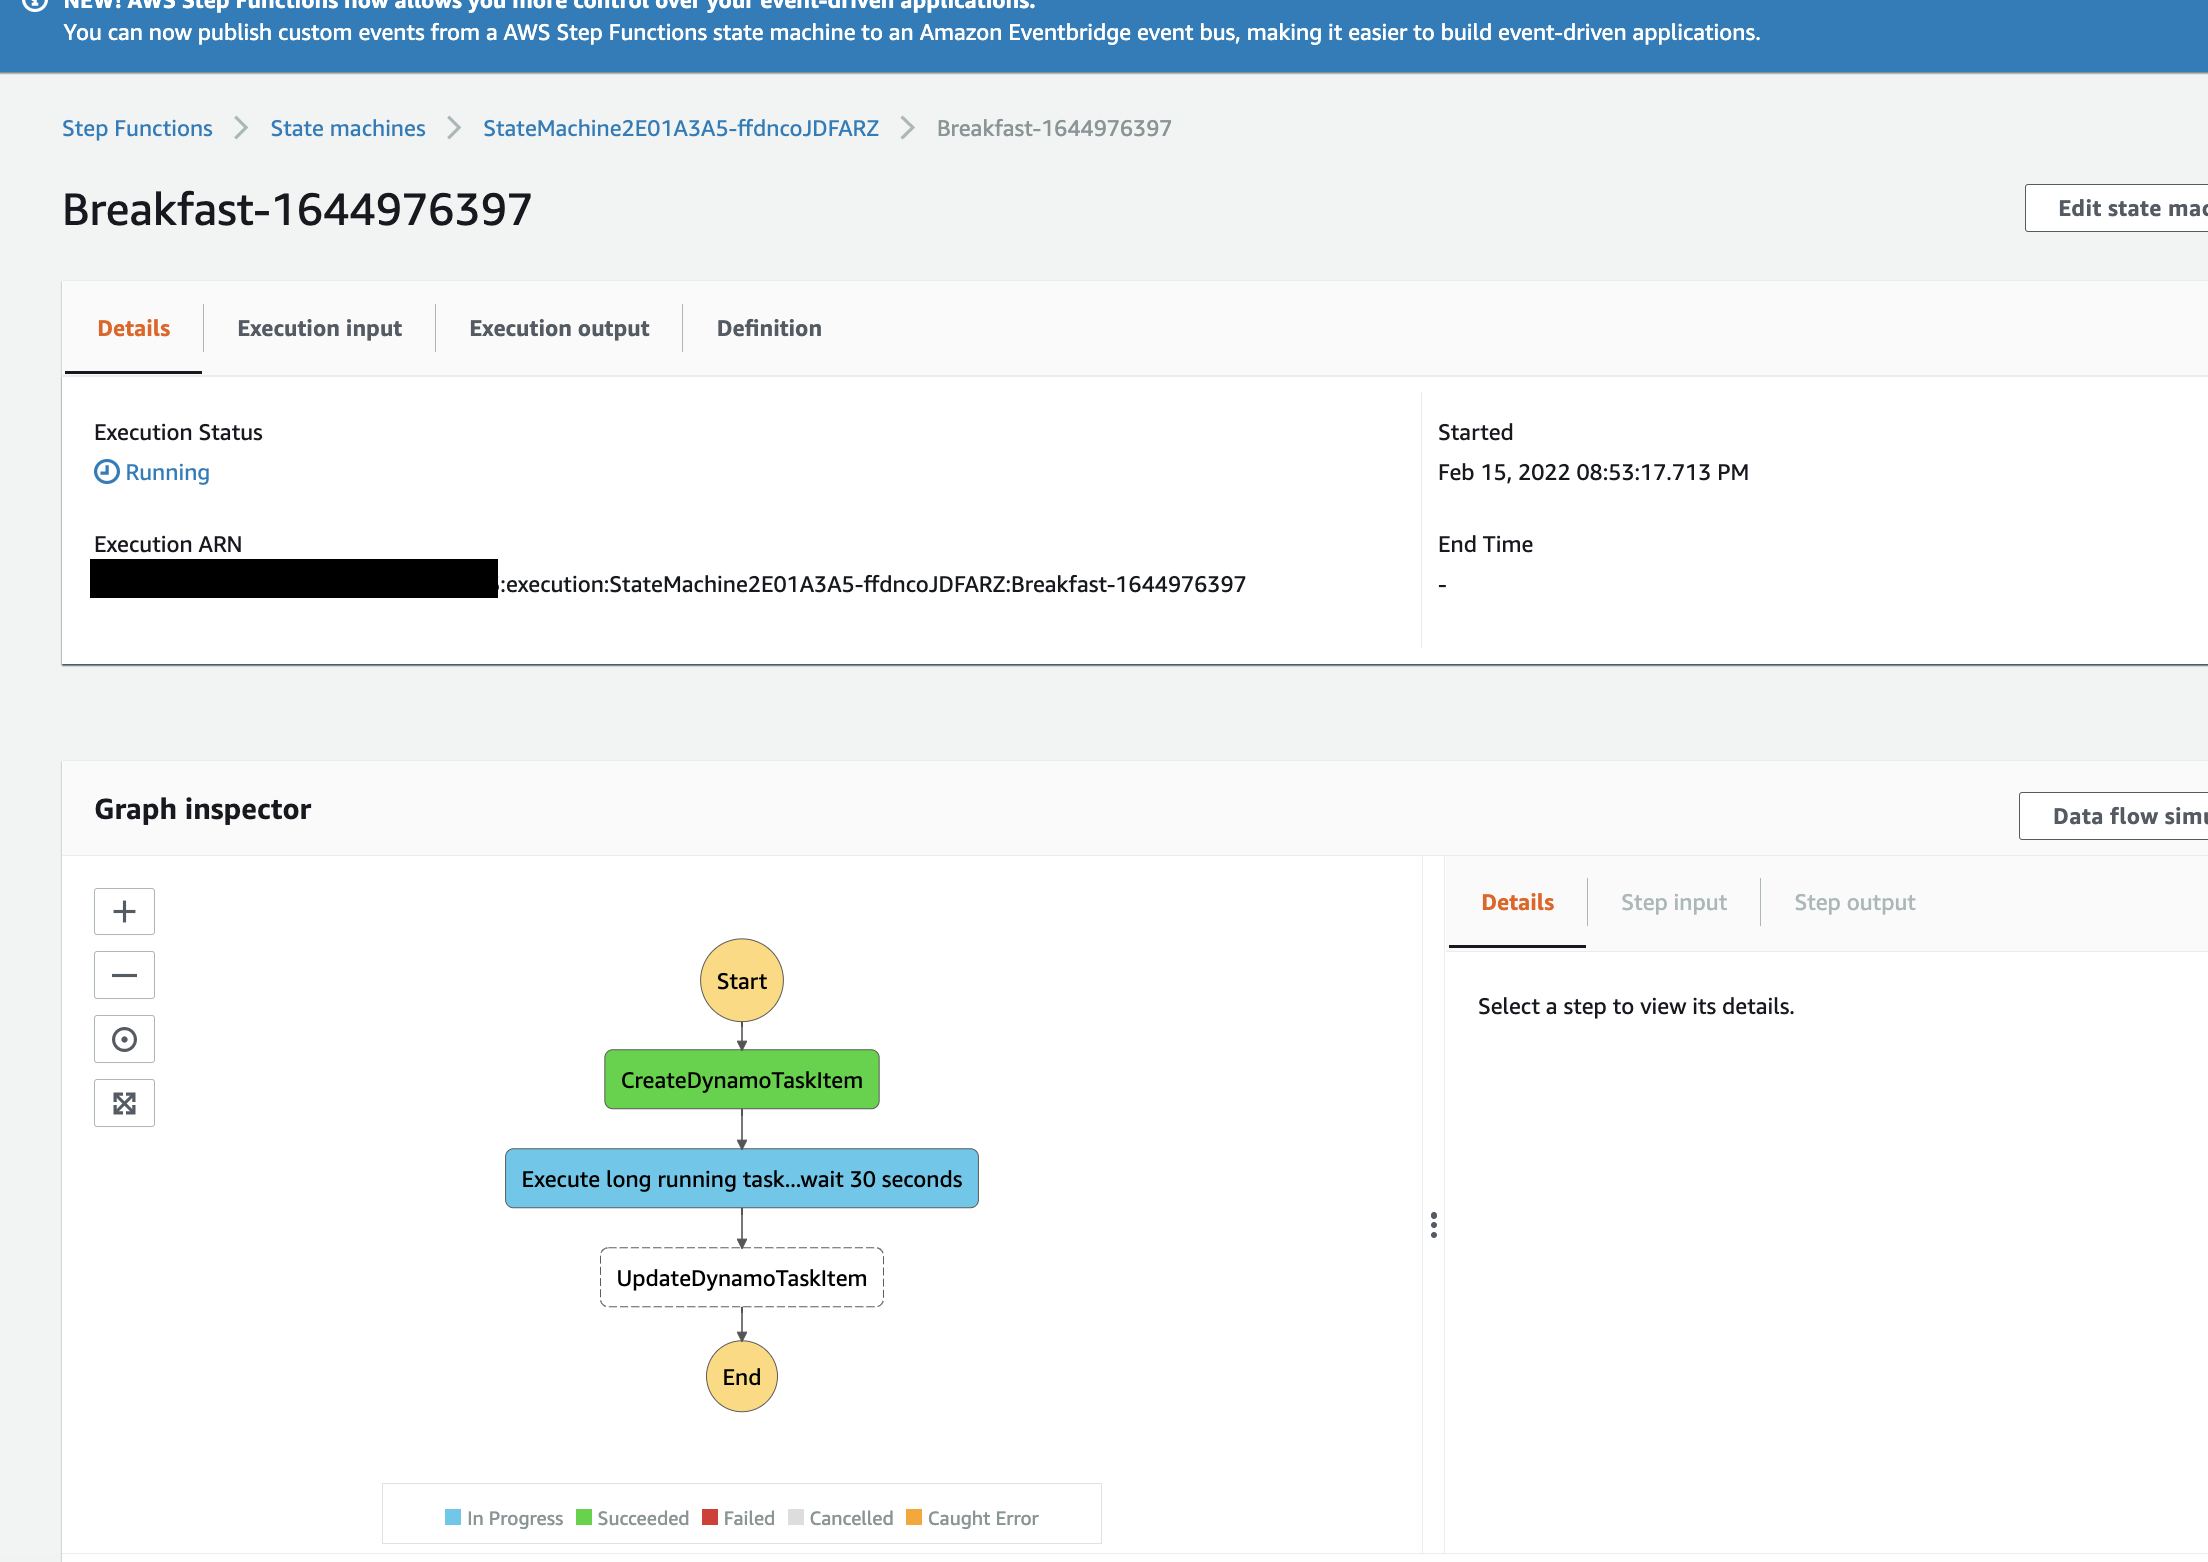 NEW! AWS Step Functions now allows you more control over your event-driven applications.
You can now publish custom events from a AWS Step Functions state machine to an Amazon Eventbridge event bus, making it easier to build event-driven applications.
Step Functions > State machines > StateMachine2E01A3A5-ffdncoJDFARZ > Breakfast-1644976397
Breakfast-1644976397
Edit state mac
Details
Execution input
Execution output
Definition
Execution Status
Running
Execution ARN
:execution:StateMachine2E01A3A5-ffdncoJDFARZ:Breakfast-1644976397
Started
Feb 15, 2022 08:53:17.713 PM
End Time
-
Graph inspector
Data flow simu
Start
CreateDynamoTaskItem
Execute long running task...wait 30 seconds
UpdateDynamoTaskItem
End
In Progress
Succeeded
Failed
Cancelled
Caught Error
Details
Step input
Step output
Select a step to view its details.